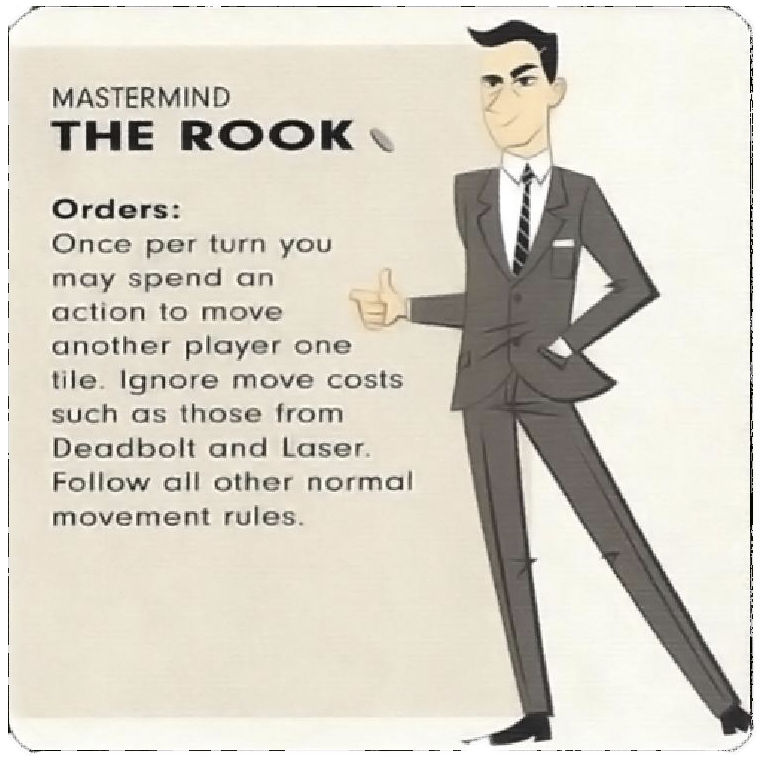 MASTERMIND
THE ROOK
Orders:
Once per turn you
may spend an
action to move
another player one
tile. Ignore move costs
such as those from
Deadbolt and Laser.
Follow all other normal
movement rules.